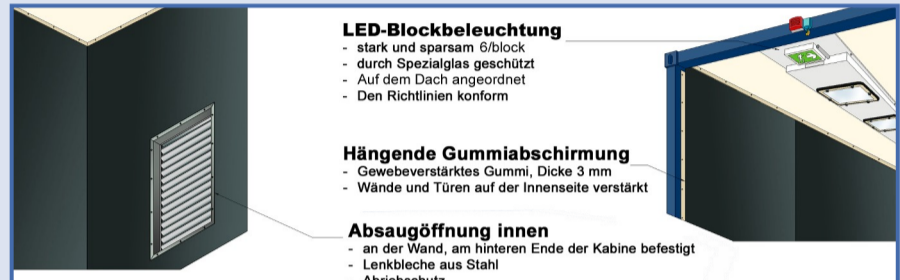 LED-Blockbeleuchtung
- stark und sparsam 6/block
- durch Spezialglas geschützt
- Auf dem Dach angeordnet
- Den Richtlinien konform
Hängende Gummiabschirmung
- Gewebeverstärktes Gummi, Dicke 3 mm
- Wände und Türen auf der Innenseite verstärkt
Absaugöffnung innen
- an der Wand, am hinteren Ende der Kabine befestigt
- Lenkbleche aus Stahl